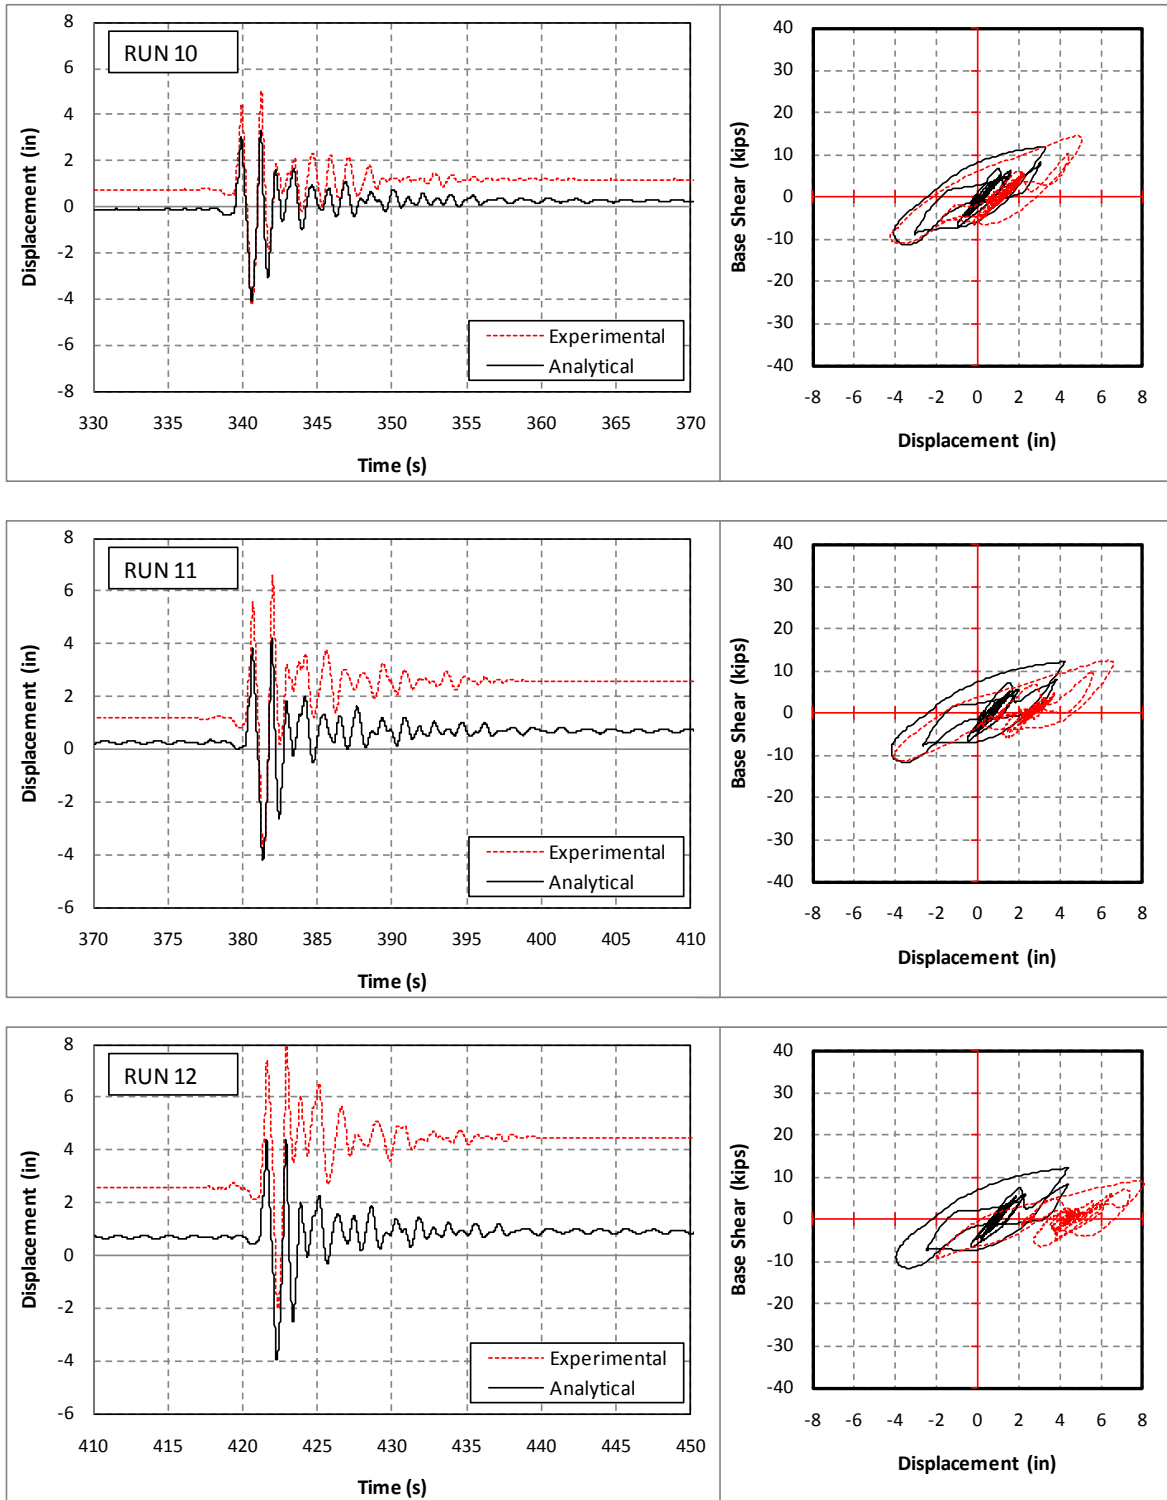 RUN 10
Displacement (in)
8
6
4
2
0
-2
-4
-6
-8
Experimental
Analytical
330 335 340 345 350 355 360 365 370
Time (s)
Base Shear (kips)
40
30
20
10
0
-10
-20
-30
-40
-8 -6 -4 -2 0 2 4 6 8
Displacement (in)
RUN 11
Displacement (in)
8
6
4
2
0
-2
-4
-6
Experimental
Analytical
370 375 380 385 390 395 400 405 410
Time (s)
Base Shear (kips)
40
30
20
10
0
-10
-20
-30
-40
-8 -6 -4 -2 0 2 4 6 8
Displacement (in)
RUN 12
Displacement (in)
8
6
4
2
0
-2
-4
-6
Experimental
Analytical
410 415 420 425 430 435 440 445 450
Time (s)
Base Shear (kips)
40
30
20
10
0
-10
-20
-30
-40
-8 -6 -4 -2 0 2 4 6 8
Displacement (in)